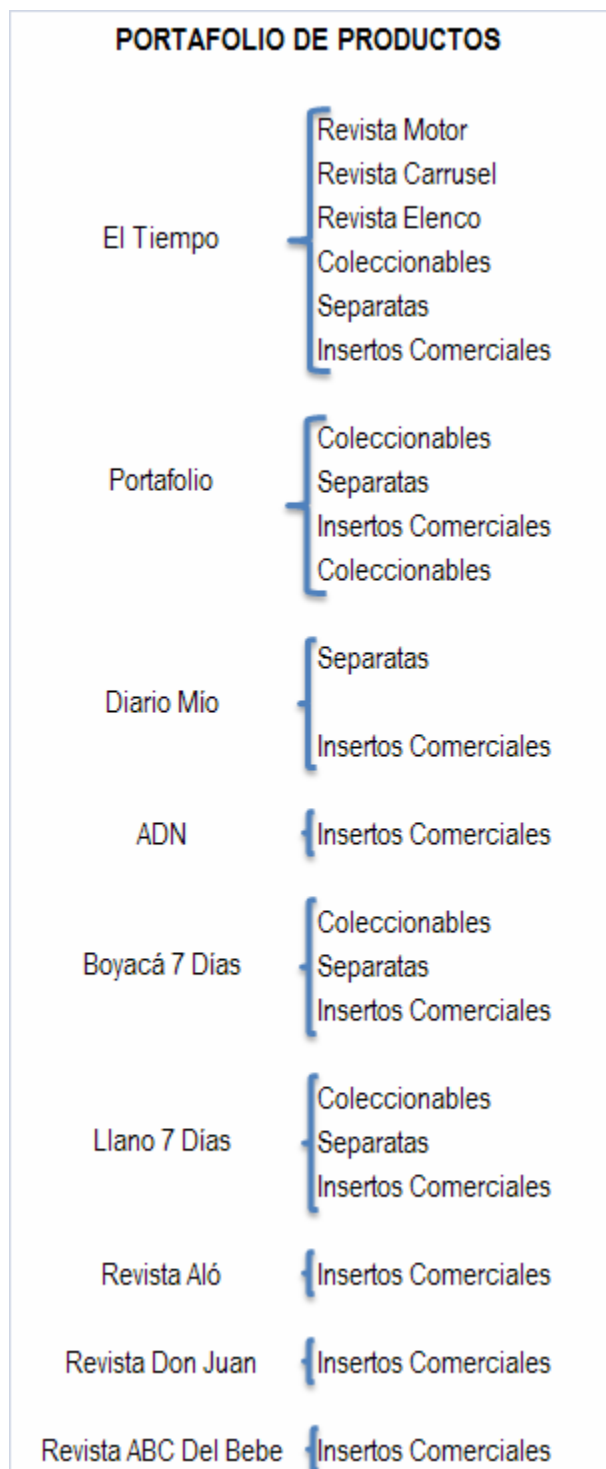 PORTAFOLIO DE PRODUCTOS
El Tiempo
Revista Motor
Revista Carrusel
Revista Elenco
Coleccionables
Separatas
Insertos Comerciales
Portafolio
Coleccionables
Separatas
Insertos Comerciales
Coleccionables
Diario Mío
Separatas
Insertos Comerciales
ADN
Insertos Comerciales
Boyacá 7 Días
Coleccionables
Separatas
Insertos Comerciales
Llano 7 Días
Coleccionables
Separatas
Insertos Comerciales
Revista Aló
Insertos Comerciales
Revista Don Juan
Insertos Comerciales
Revista ABC Del Bebe
Insertos Comerciales